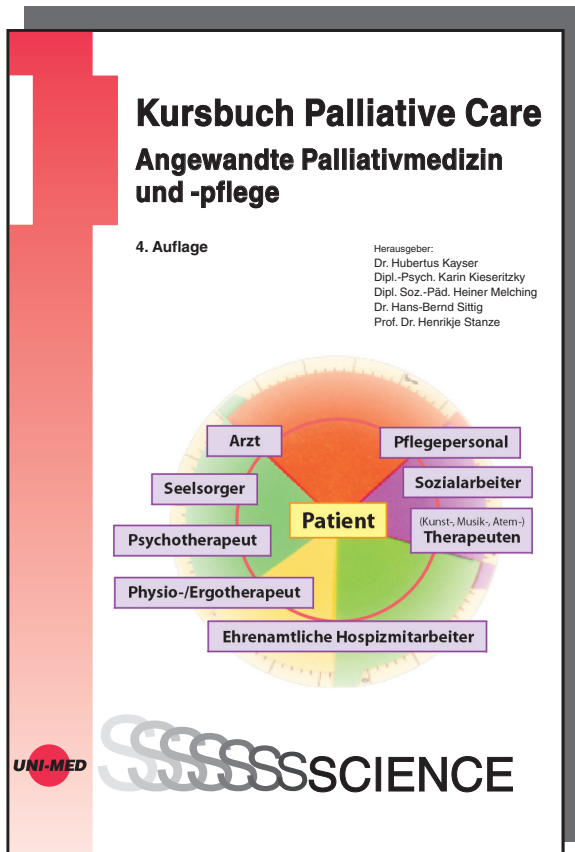 Kursbuch Palliative Care
Angewandte Palliativmedizin
und -pflege
4. Auflage
Herausgeber:
Dr. Hubertus Kayser
Dipl.-Psych. Karin Kieseritzky
Dipl. Soz.-Päd. Heiner Melching
Dr. Hans-Bernd Sittig
Prof. Dr. Henrikje Stanze
Arzt
Pflegepersonal
Seelsorger
Sozialarbeiter
Patient
(Kunst-, Musik-, Atem-)
Therapeuten
Psychotherapeut
Physio-/Ergotherapeut
Ehrenamtliche Hospizmitarbeiter
UNI-MED
SSSSSSSSCIENCE